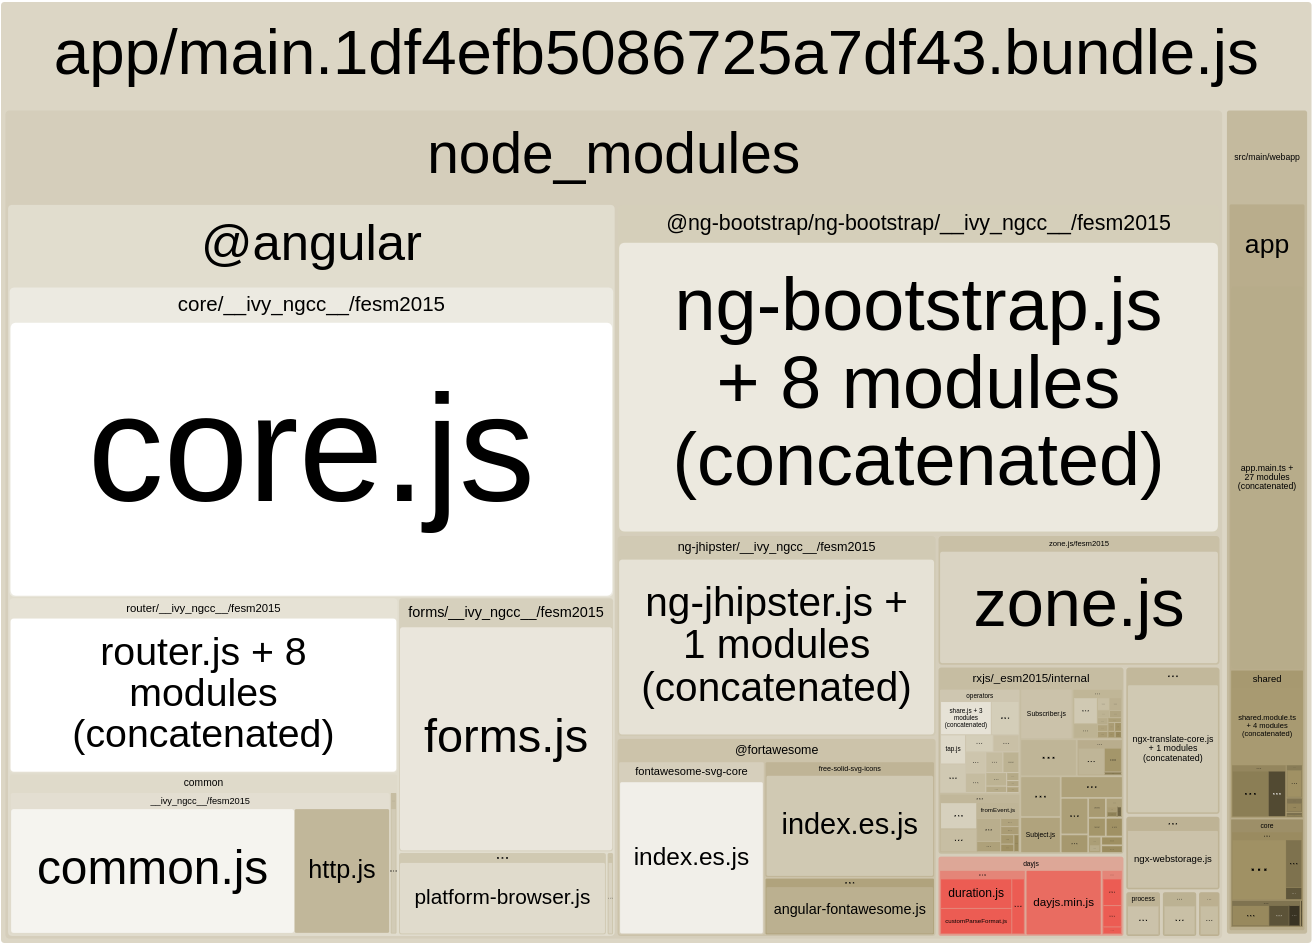 app/main.1df4efb5086725a7df43.bundle.js
node_modules
src/main/webapp
@angular
@ng-bootstrap/ng-bootstrap/__ivy_ngcc__/fesm2015
app
core/__ivy_ngcc__/fesm2015
ng-bootstrap.js
+ 8 modules
(concatenated)
core.js
app.main.ts +
27 modules
(concatenated)
router/__ivy_ngcc__/fesm2015
forms/__ivy_ngcc__/fesm2015
ng-jhipster/__ivy_ngcc__/fesm2015
zone.js/fesm2015
router.js + 8
modules
(concatenated)
forms.js
ng-jhipster.js +
1 modules
(concatenated)
zone.js
rxjs/_esm2015/internal
...
shared
operators
...
share.js + 3
modules
(concatenated)
...
Subscriber.js
...
tap.js
...
...
ngx-translate-core.js
+ 1 modules
(concatenated)
shared.module.ts
+ 4 modules
(concatenated)
common
__ivy_ngcc__/fesm2015
common.js
http.js
...
...
platform-browser.js
@fortawesome
fontawesome-svg-core
free-solid-svg-icons
index.es.js
index.es.js
...
angular-fontawesome.js
...
...
fromEvent.js
...
Subject.js
...
...
ngx-webstorage.js
core
...
...
dayjs
...
duration.js
customParseFormat.js
...
dayjs.min.js
...
process
...
...
...
...